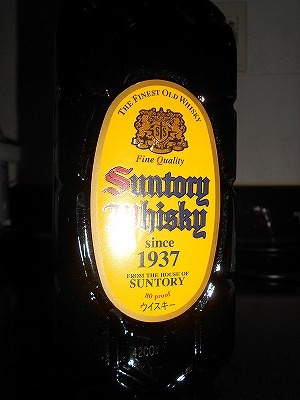 THE FINEST OLD WHISKY
SS
Fine Quality
Suntory
Whisky
since
1937
FROM THE HOUSE OF
SUNTORY
80 proof
ウイスキー